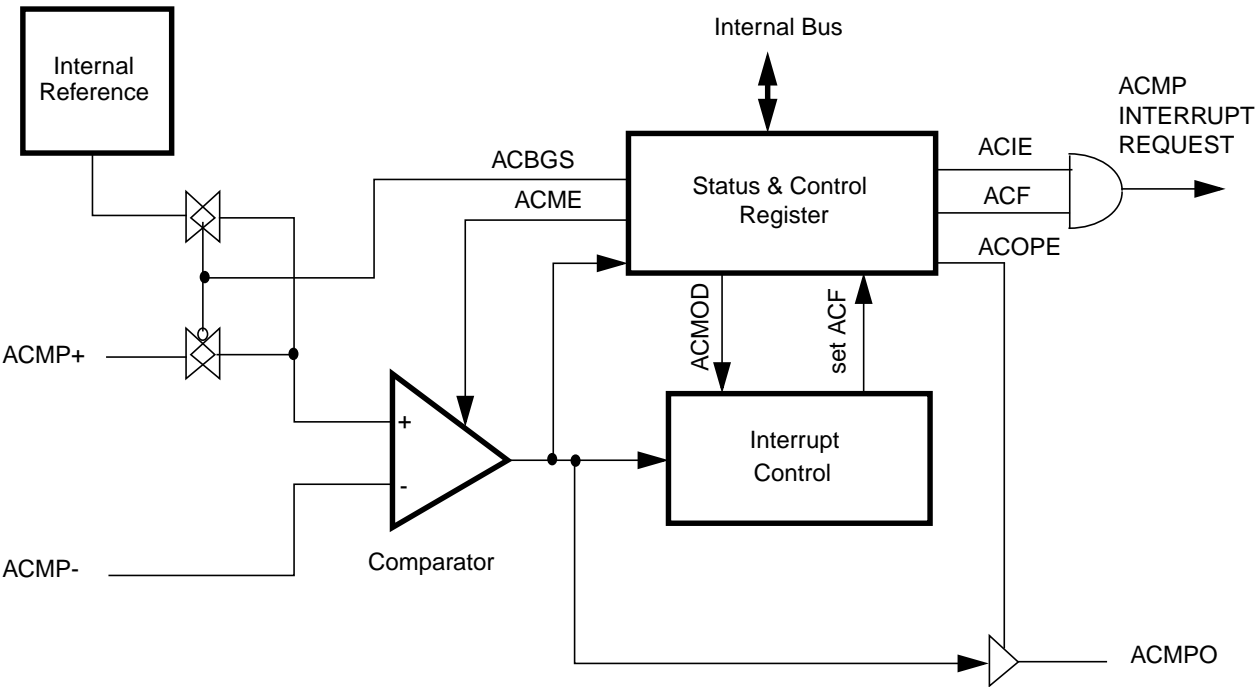 Internal Bus
Internal
Reference
ACMP
INTERRUPT
REQUEST
ACBGS
ACME
Status & Control
Register
ACIE
ACF
ACOPE
ACMOD
set ACF
ACMP+
+
-
Interrupt
Control
Comparator
ACMP-
ACMPO